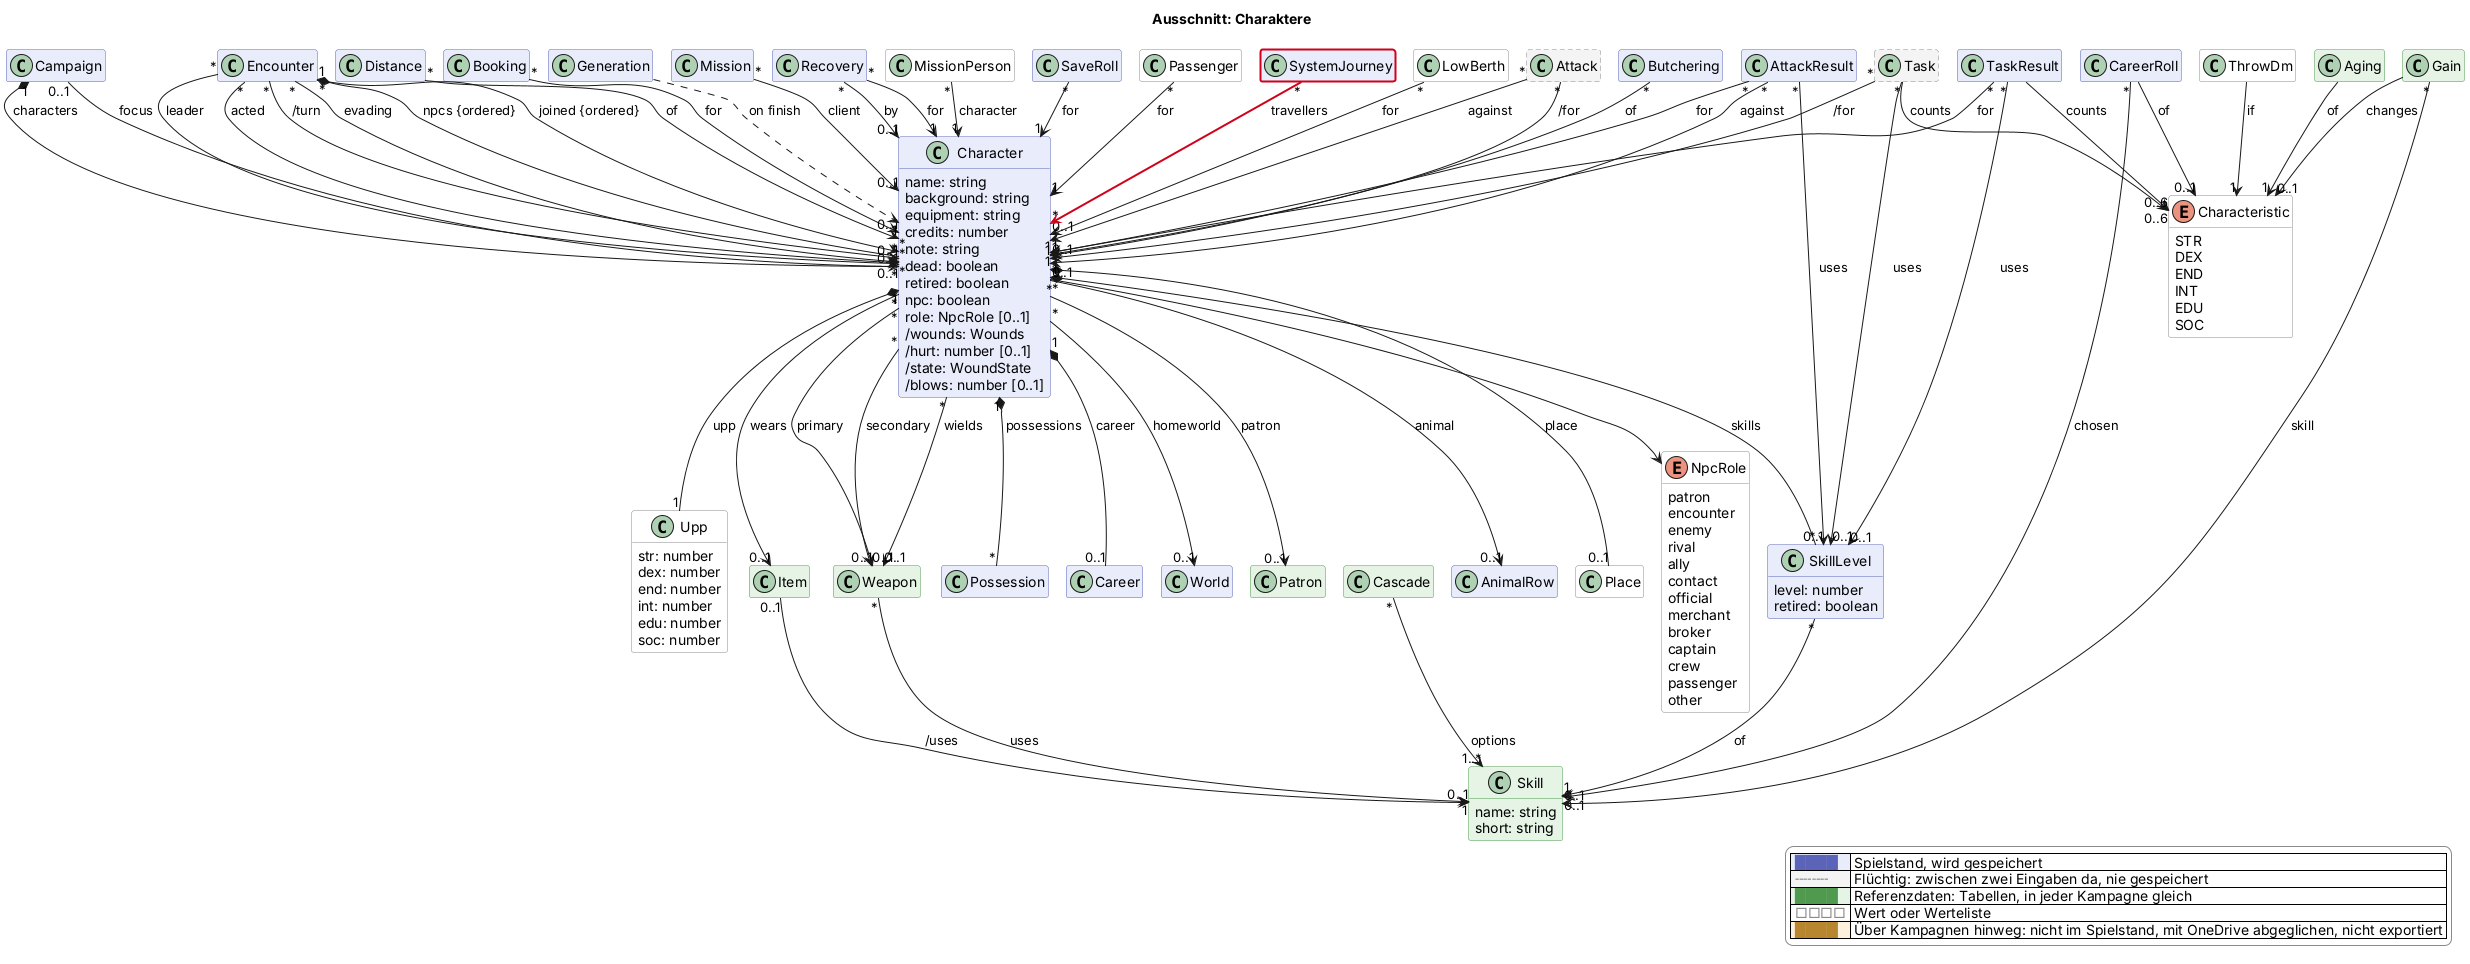 Ausschnitt: Charaktere
Campaign
Encounter
Distance
Booking
Generation
Mission
Recovery
MissionPerson
SaveRoll
Passenger
SystemJourney
LowBerth
Attack
Butchering
AttackResult
Task
TaskResult
CareerRoll
ThrowDm
Aging
Gain
characters
focus
leader
acted
/turn
evading
npcs {ordered}
joined {ordered}
of
for
on finish
client
by
for
character
for
for
travellers
for
against
/for
of
for
against
/for
counts
for
counts
of
if
of
changes
Character
name: string
background: string
equipment: string
credits: number
note: string
dead: boolean
retired: boolean
npc: boolean
role: NpcRole [0..1]
/wounds: Wounds
/hurt: number [0..1]
/state: WoundState
/blows: number [0..1]
Characteristic
STR
DEX
END
INT
EDU
SOC
uses
uses
uses
upp
wears
primary
secondary
wields
possessions
career
homeworld
patron
animal
place
skills
chosen
skill
Upp
str: number
dex: number
end: number
int: number
edu: number
soc: number
Item
Weapon
Possession
Career
World
Patron
Cascade
AnimalRow
Place
NpcRole
patron
encounter
enemy
rival
ally
contact
official
merchant
broker
captain
crew
passenger
other
SkillLevel
level: number
retired: boolean
/uses
uses
options
of
Skill
name: string
short: string
Spielstand, wird gespeichert
Flüchtig: zwischen zwei Eingaben da, nie gespeichert
Referenzdaten: Tabellen, in jeder Kampagne gleich
Wert oder Werteliste
Über Kampagnen hinweg: nicht im Spielstand, mit OneDrive abgeglichen, nicht exportiert